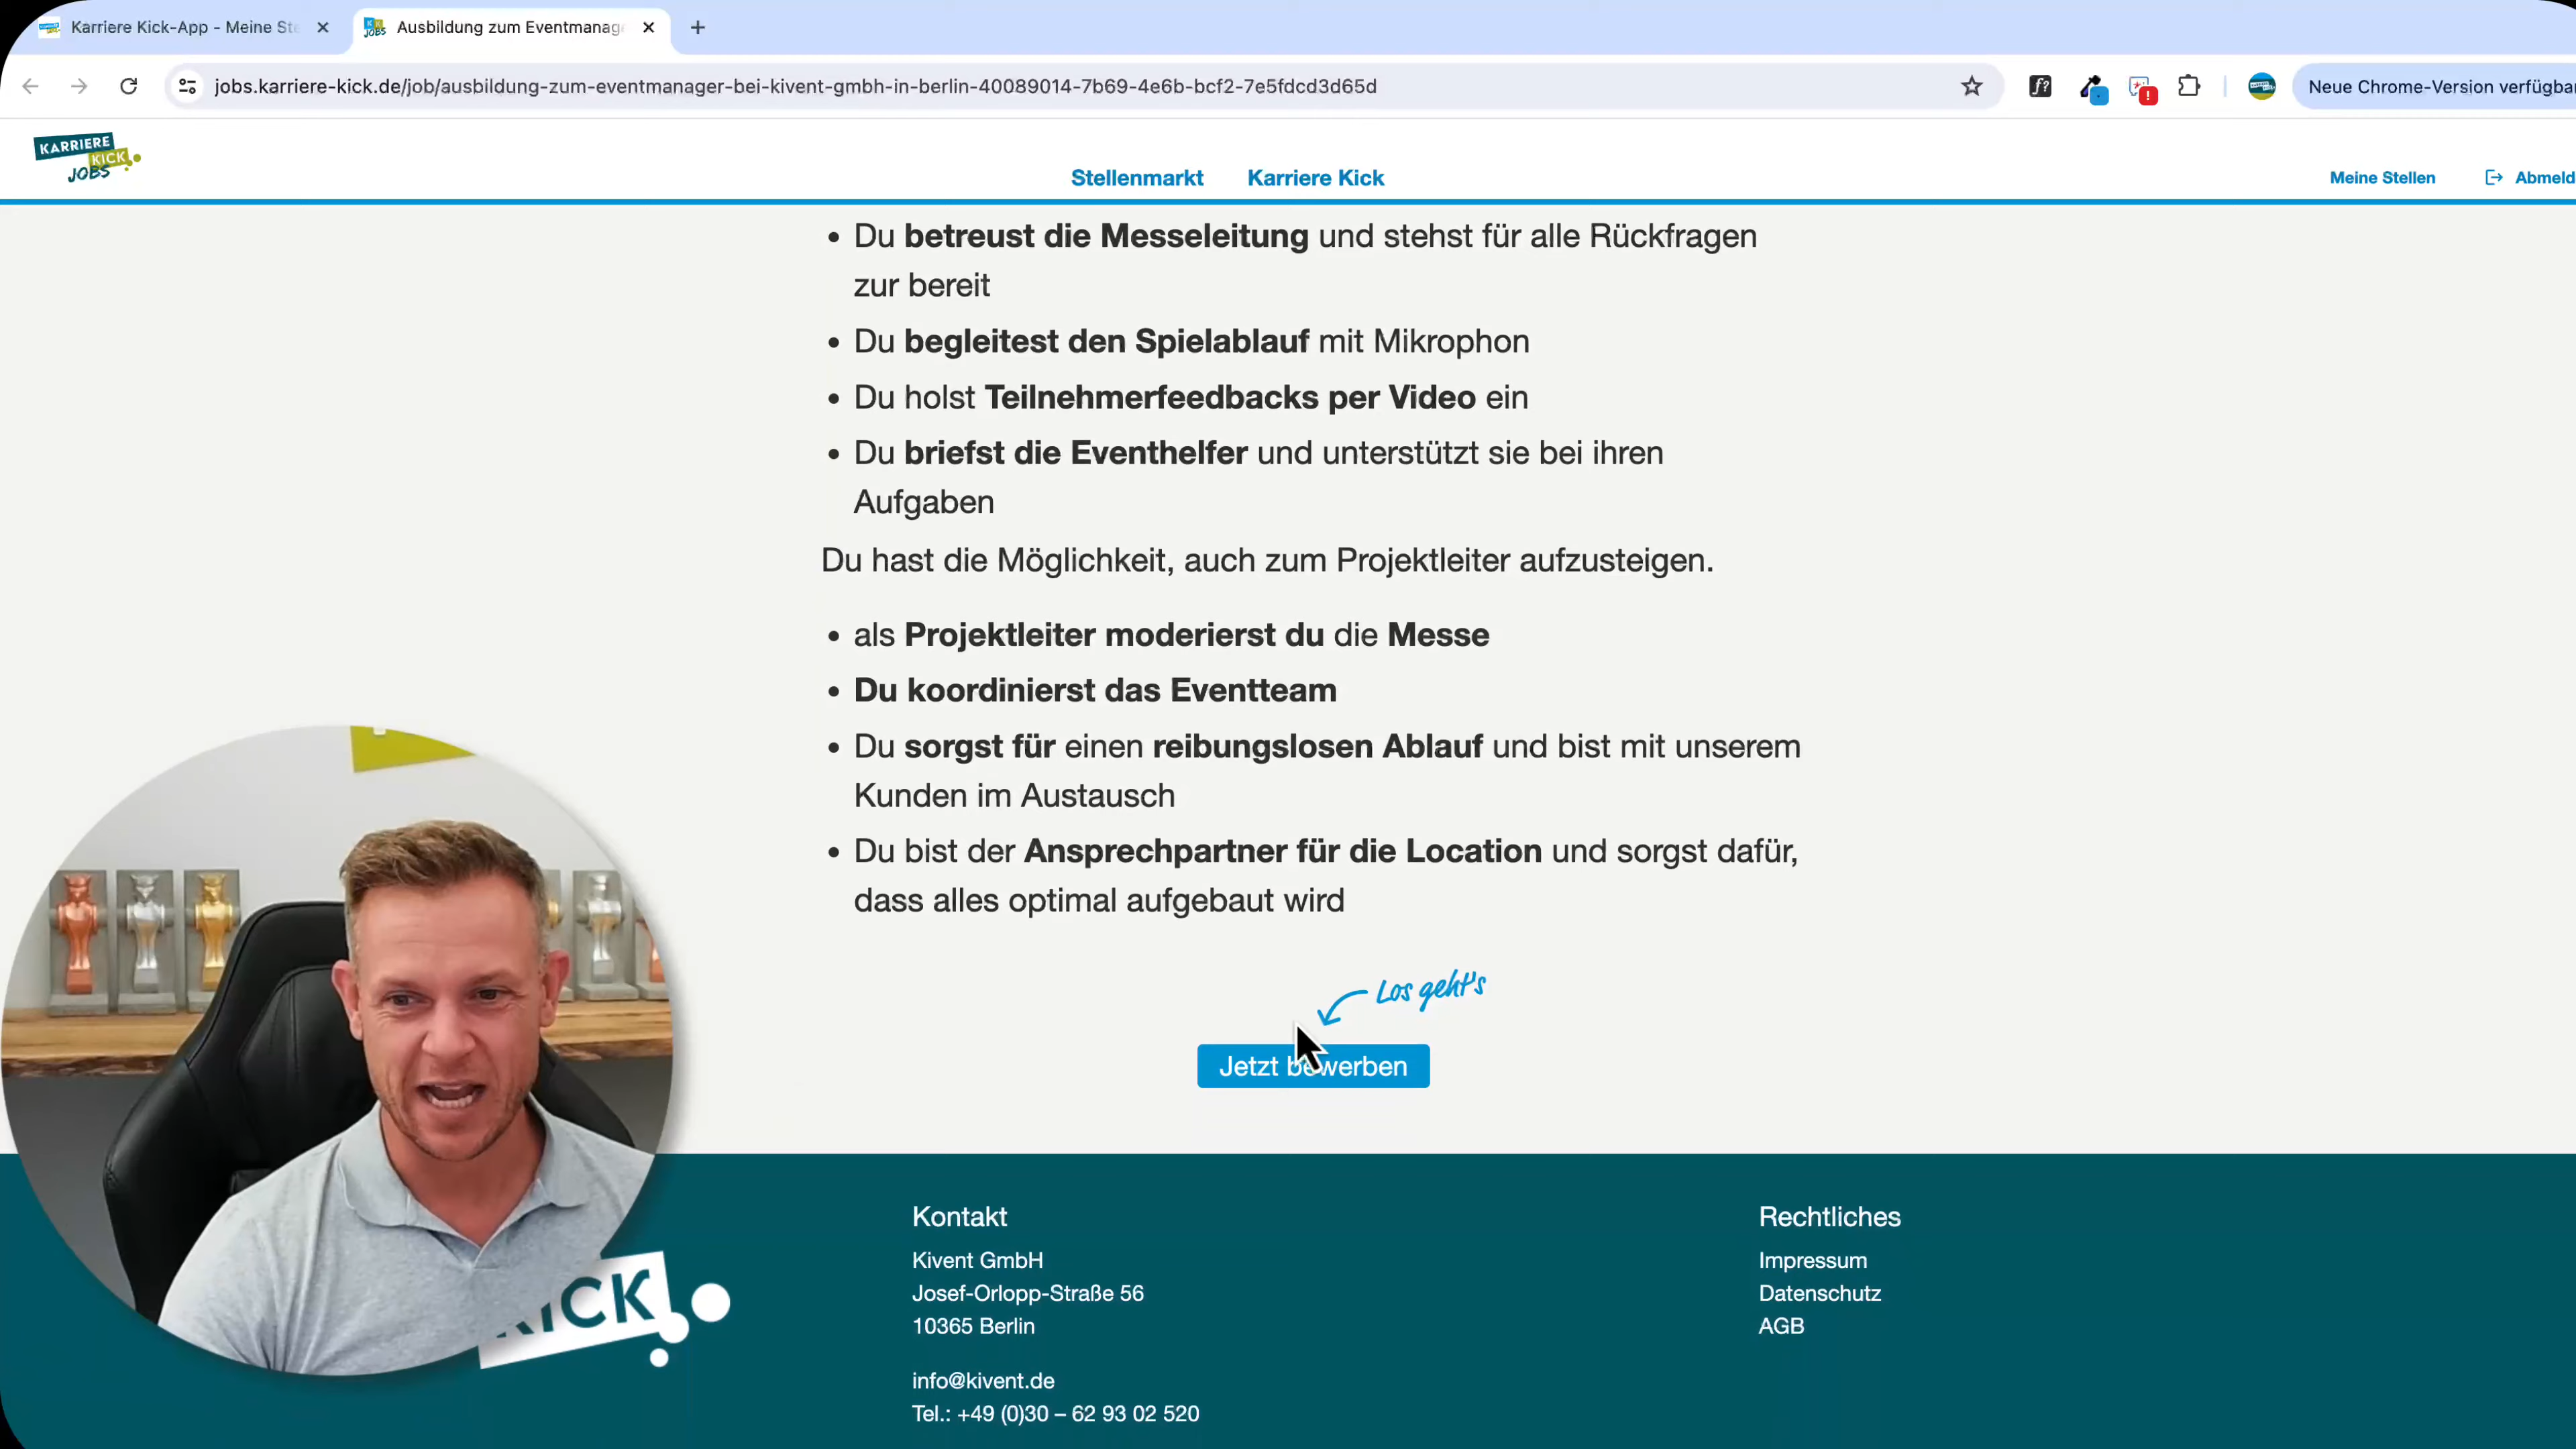 Karriere Kick-App - Meine Ste
Ausbildung zum Eventmanage
jobs.karriere-kick.de/job/ausbildung-zum-eventmanager-bei-kivent-gmbh-in-berlin-40089014-7b69-4e6b-bcf2-7e5fdcd3d65d
Neue Chrome-Version verfügba
KARRIERE
KICK
JOBS
Stellenmarkt
Karriere Kick
Meine Stellen
Abmeld
Du betreust die Messeleitung und stehst für alle Rückfragen
zur bereit
Du begleitest den Spielablauf mit Mikrophon
Du holst Teilnehmerfeedbacks per Video ein
Du briefst die Eventhelfer und unterstützt sie bei ihren
Aufgaben
Du hast die Möglichkeit, auch zum Projektleiter aufzusteigen.
als Projektleiter moderierst du die Messe
Du koordinierst das Eventteam
Du sorgst für einen reibungslosen Ablauf und bist mit unserem
Kunden im Austausch
Du bist der Ansprechpartner für die Location und sorgst dafür,
dass alles optimal aufgebaut wird
Los geht's
Jetzt bewerben
KICK
Kontakt
Kivent GmbH
Josef-Orlopp-Straße 56
10365 Berlin
info@kivent.de
Tel.: +49 (0)30 – 62 93 02 520
Rechtliches
Impressum
Datenschutz
AGB